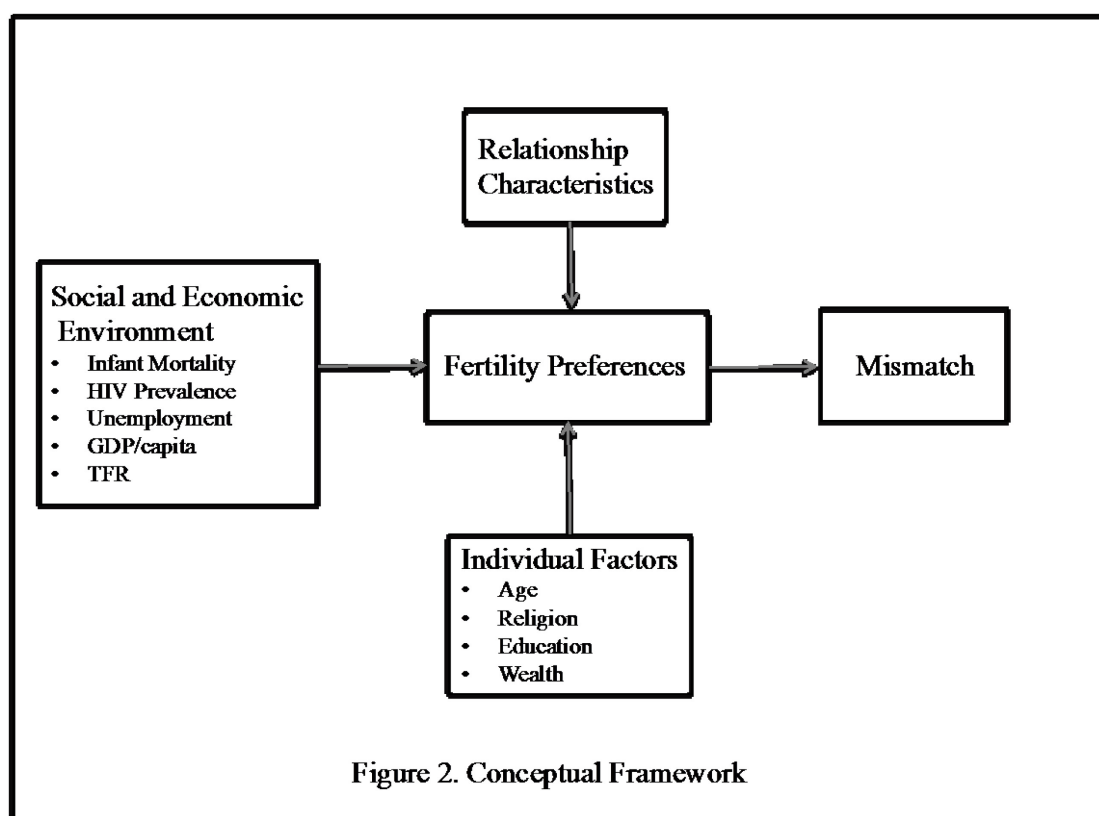 Relationship
Characteristics
Social and Economic
Environment
• Infant Mortality
• HIV Prevalence
• Unemployment
• GDP/capita
• TFR
Fertility Preferences
Mismatch
Individual Factors
• Age
• Religion
• Education
• Wealth
Figure 2. Conceptual Framework